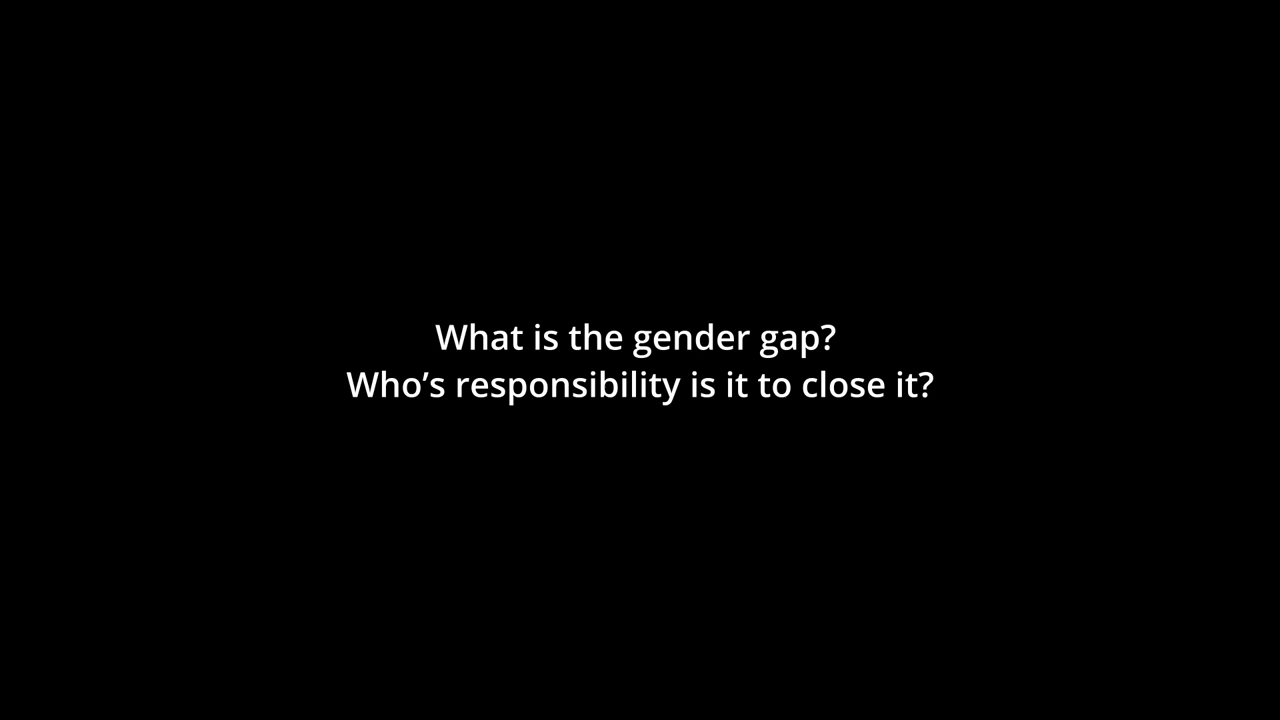 What is the gender gap?
Who’s responsibility is it to close it?